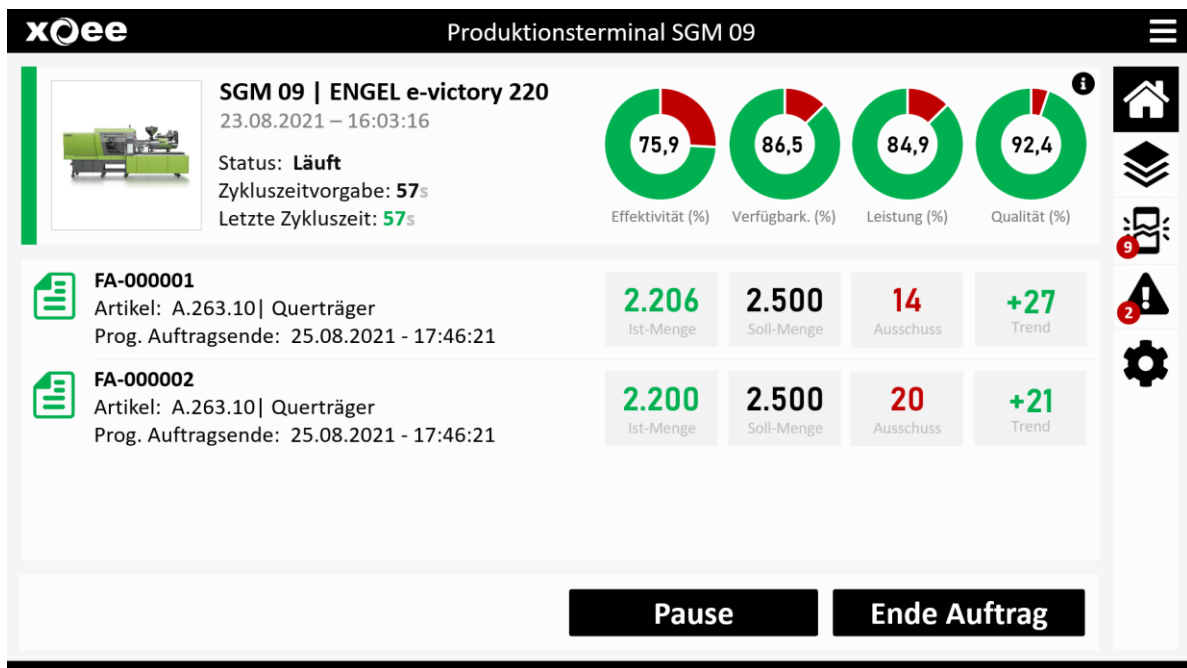 xoee
Produktionsterminal SGM 09
SGM 09 | ENGEL e-victory 220
23.08.2021 – 16:03:16
Status: Läuft
Zykluszeitvorgabe: 57s
Letzte Zykluszeit: 57s
75,9
86,5
84,9
92,4
Effektivität (%)
Verfügbark. (%)
Leistung (%)
Qualität (%)
i
9
2
FA-000001
Artikel: A.263.10| Querträger
Prog. Auftragsende: 25.08.2021 - 17:46:21
2.206
2.500
14
+27
Ist-Menge
Soll-Menge
Ausschuss
Trend
FA-000002
Artikel: A.263.10| Querträger
Prog. Auftragsende: 25.08.2021 - 17:46:21
2.200
2.500
20
+21
Ist-Menge
Soll-Menge
Ausschuss
Trend
Pause
Ende Auftrag